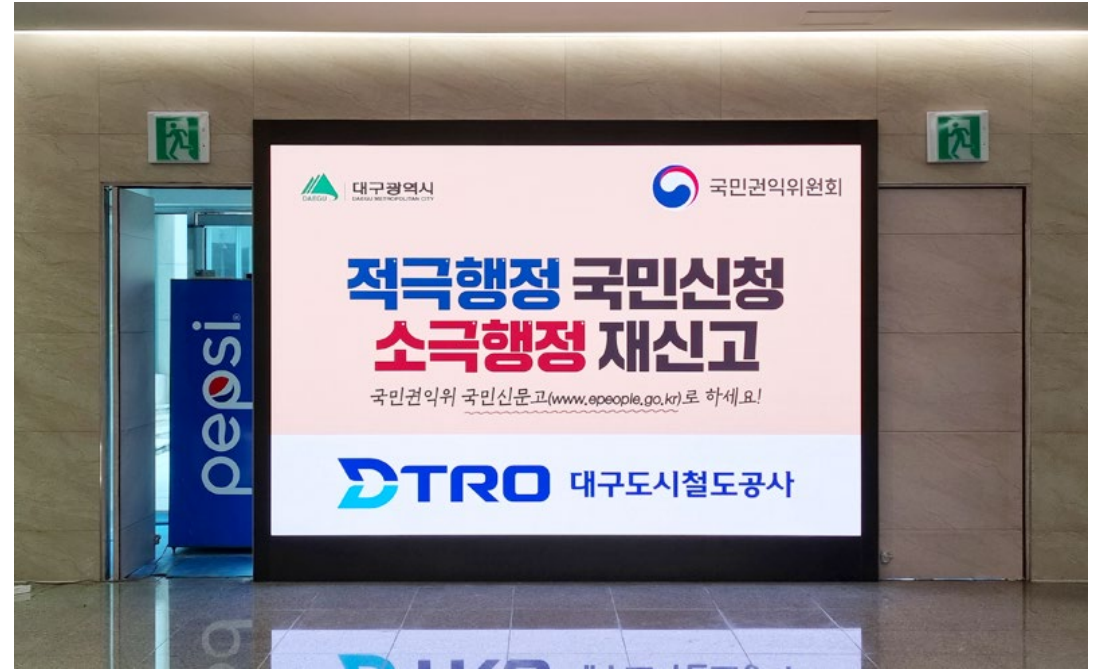 대구광역시
DAEGU
DAEGU METROPOLITAN CITY
국민권익위원회
적극행정 국민신청
소극행정 재신고
국민권익위 국민신문고(www.epeople.go.kr)로 하세요!
DTRO 대구도시철도공사
pepsi